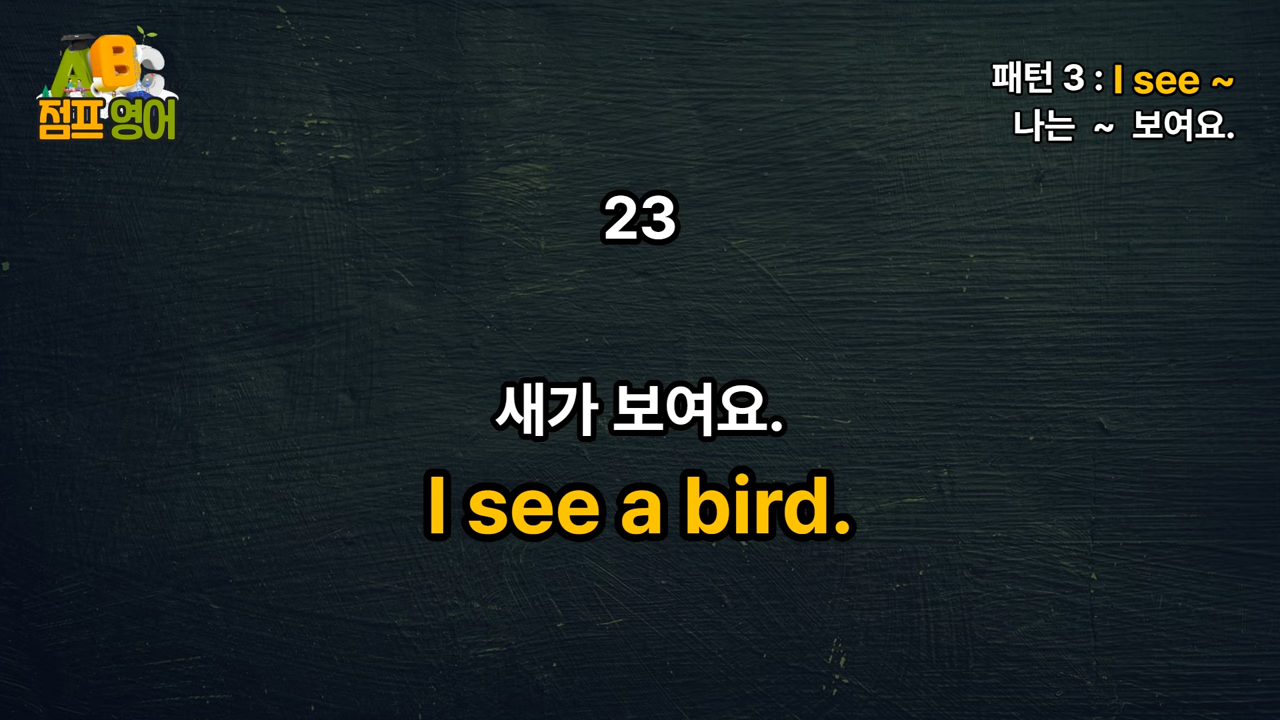 ABC
점프 영어
패턴 3 : I see ~
나는 ~ 보여요.
23
새가 보여요.
I see a bird.